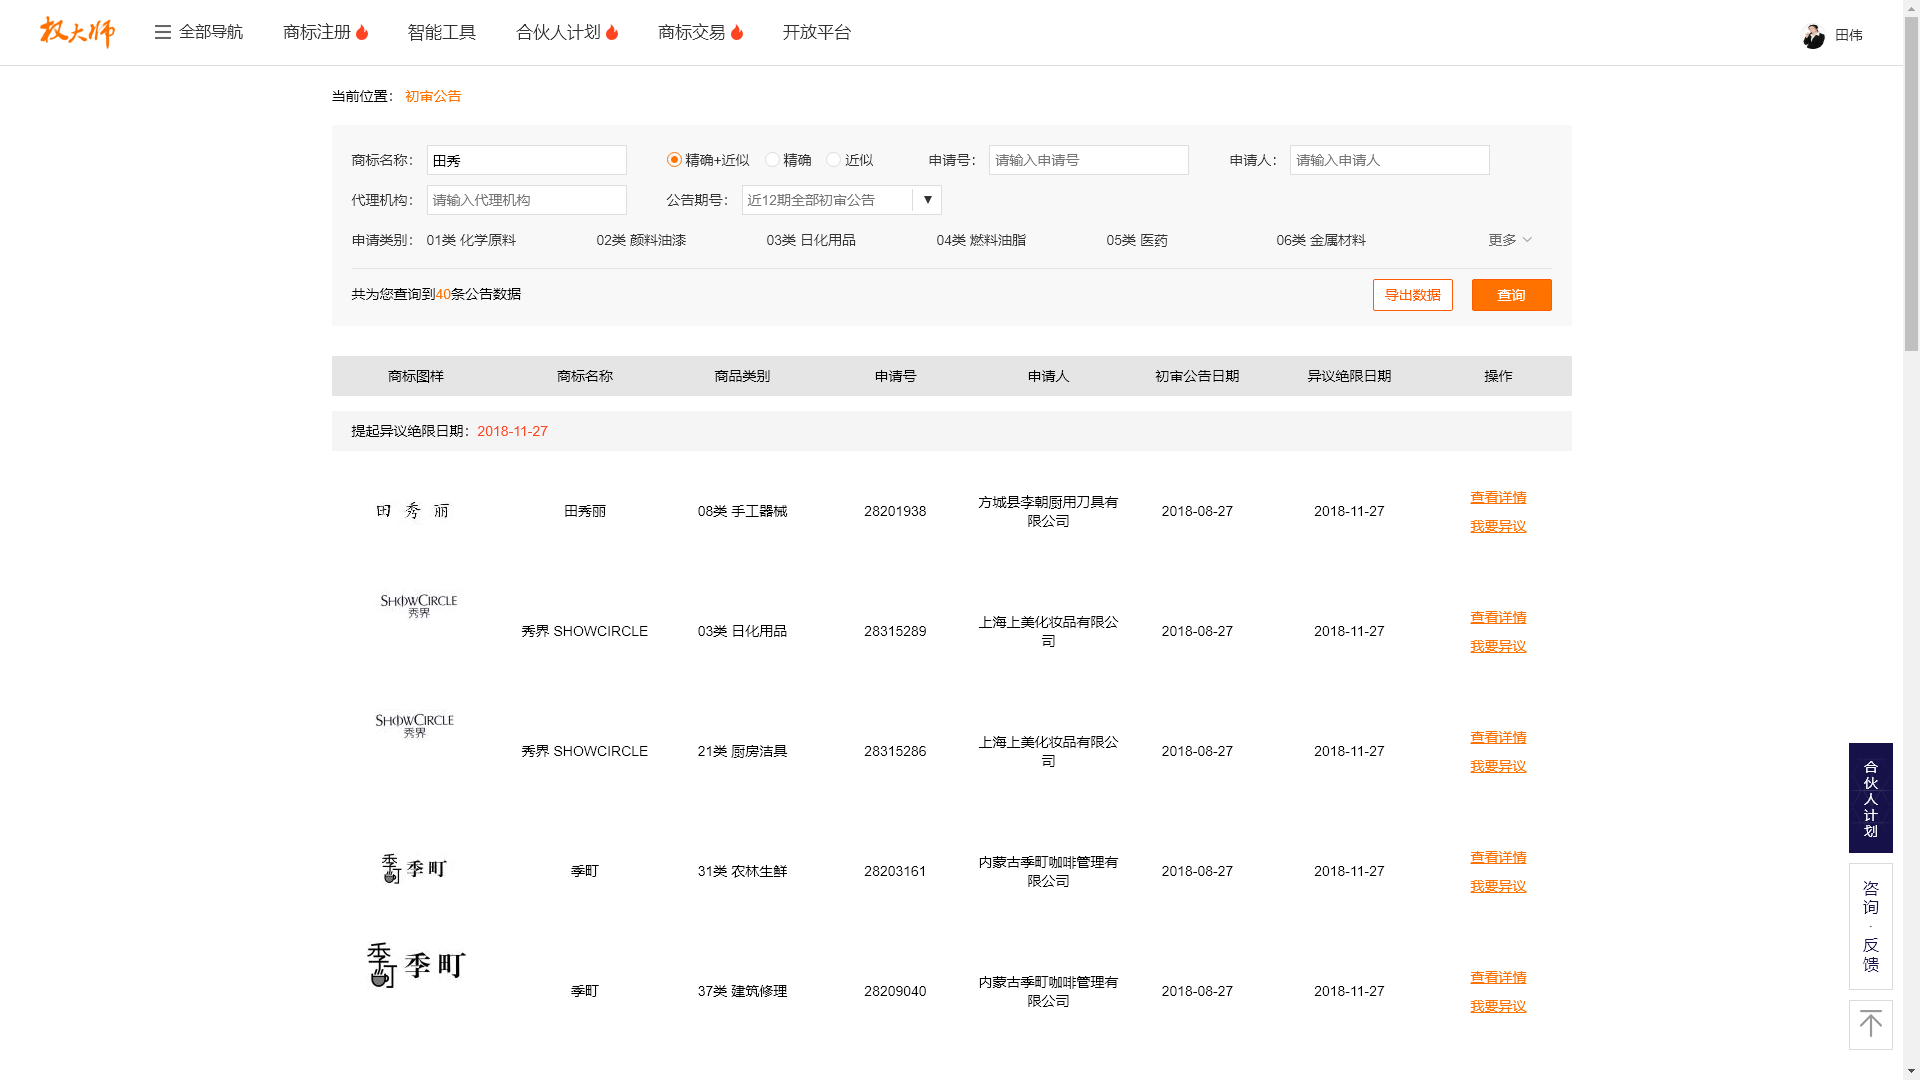 权大师 全部导航 商标注册 智能工具 合伙人计划 商标交易 开放平台 田伟
当前位置： 初审公告
商标名称： 田秀 精确+近似 精确 近似 申请号： 请输入申请号 申请人： 请输入申请人
代理机构： 请输入代理机构 公告期号： 近12期全部初审公告 ▼
申请类别： 01类 化学原料 02类 颜料油漆 03类 日化用品 04类 燃料油脂 05类 医药 06类 金属材料 更多
共为您查询到40条公告数据 导出数据 查询
商标图样 商标名称 商品类别 申请号 申请人 初审公告日期 异议绝限日期 操作
提起异议绝限日期：2018-11-27
田 秀 丽 田秀丽 08类 手工器械 28201938 方城县李朝厨用刀具有限公司 2018-08-27 2018-11-27 查看详情
我要异议
SHOWCIRCLE
秀界
秀界 SHOWCIRCLE 03类 日化用品 28315289 上海上美化妆品有限公司 2018-08-27 2018-11-27 查看详情
我要异议
SHOWCIRCLE
秀界
秀界 SHOWCIRCLE 21类 厨房洁具 28315286 上海上美化妆品有限公司 2018-08-27 2018-11-27 查看详情
我要异议
季町 季町 季町 31类 农林生鲜 28203161 内蒙古季町咖啡管理有限公司 2018-08-27 2018-11-27 查看详情
我要异议
季町 季町 季町 37类 建筑修理 28209040 内蒙古季町咖啡管理有限公司 2018-08-27 2018-11-27 查看详情
我要异议
合伙人计划
咨询·反馈